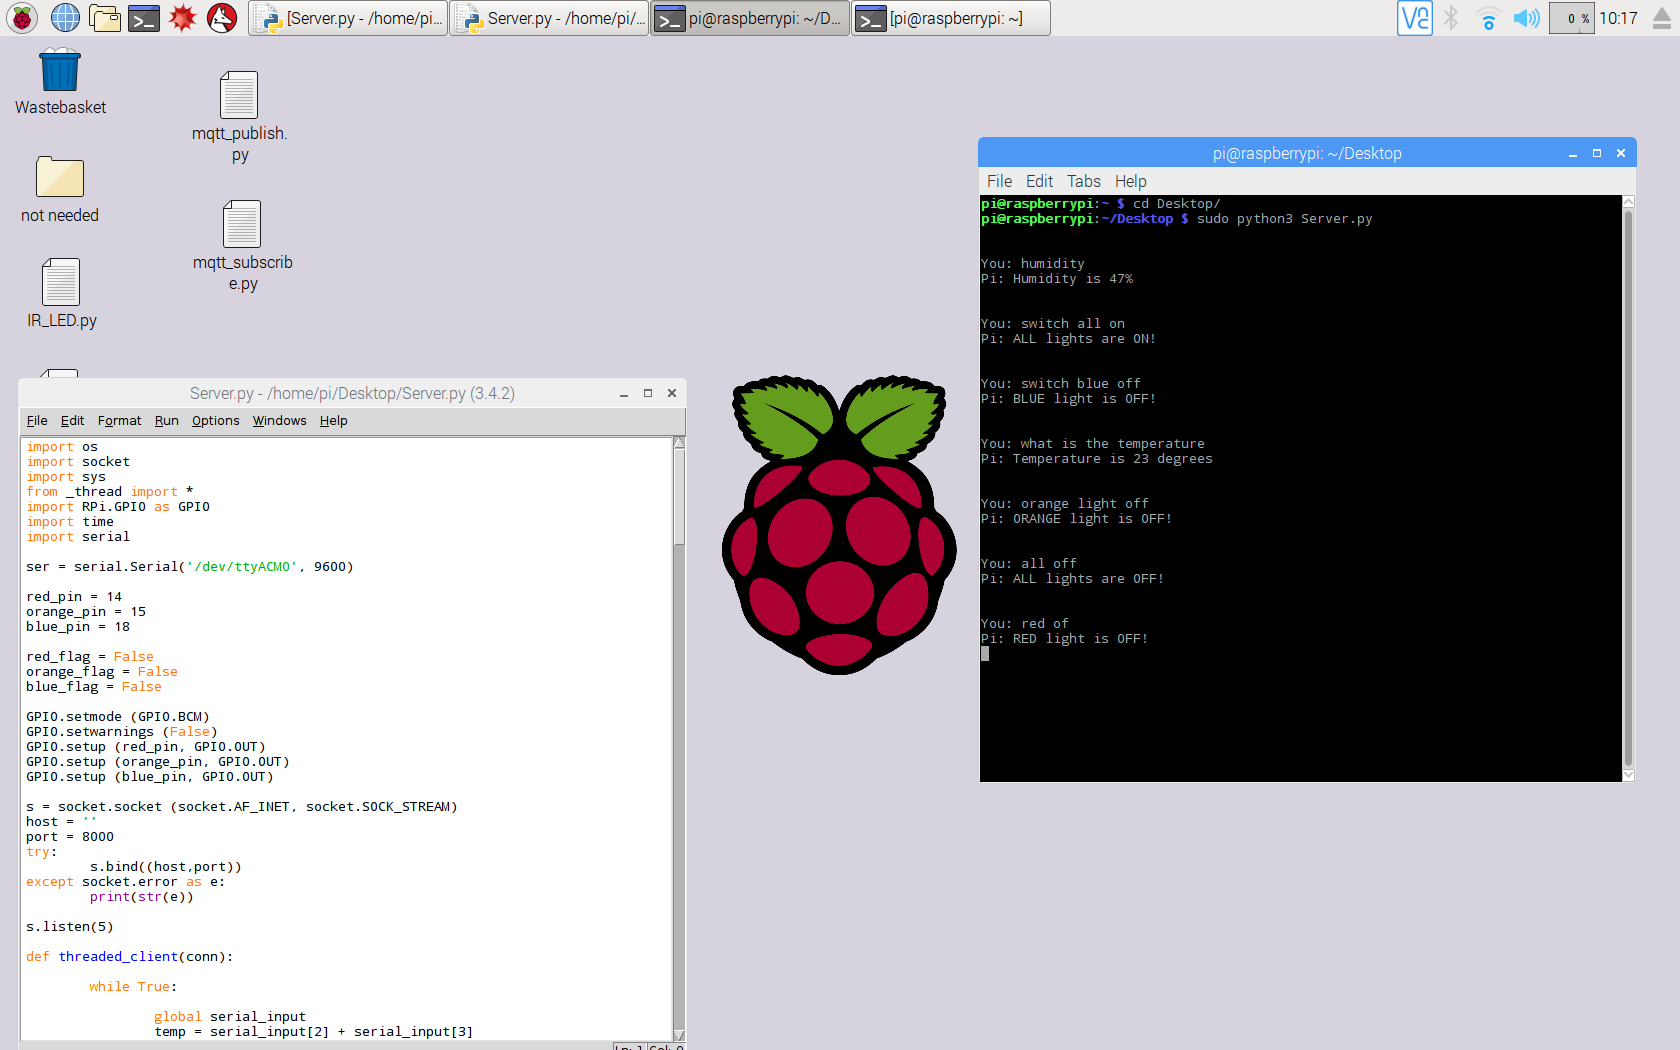 [Server.py - /home/pi...
Server.py - /home/pi/...
pi@raspberrypi: ~/D...
[pi@raspberrypi: ~]
0 %
10:17
Wastebasket
mqtt_publish.
py
not needed
mqtt_subscrib
e.py
IR_LED.py
Server.py - /home/pi/Desktop/Server.py (3.4.2)
File Edit Format Run Options Windows Help
import os
import socket
import sys
from _thread import *
import RPi.GPIO as GPIO
import time
import serial
ser = serial.Serial('/dev/ttyACM0', 9600)
red_pin = 14
orange_pin = 15
blue_pin = 18
red_flag = False
orange_flag = False
blue_flag = False
GPIO.setmode (GPIO.BCM)
GPIO.setwarnings (False)
GPIO.setup (red_pin, GPIO.OUT)
GPIO.setup (orange_pin, GPIO.OUT)
GPIO.setup (blue_pin, GPIO.OUT)
s = socket.socket (socket.AF_INET, socket.SOCK_STREAM)
host = ''
port = 8000
try:
s.bind((host,port))
except socket.error as e:
print(str(e))
s.listen(5)
def threaded_client(conn):
while True:
global serial_input
temp = serial_input[2] + serial_input[3]
pi@raspberrypi: ~/Desktop
File Edit Tabs Help
pi@raspberrypi:~ $ cd Desktop/
pi@raspberrypi:~/Desktop $ sudo python3 Server.py
You: humidity
Pi: Humidity is 47%
You: switch all on
Pi: ALL lights are ON!
You: switch blue off
Pi: BLUE light is OFF!
You: what is the temperature
Pi: Temperature is 23 degrees
You: orange light off
Pi: ORANGE light is OFF!
You: all off
Pi: ALL lights are OFF!
You: red of
Pi: RED light is OFF!